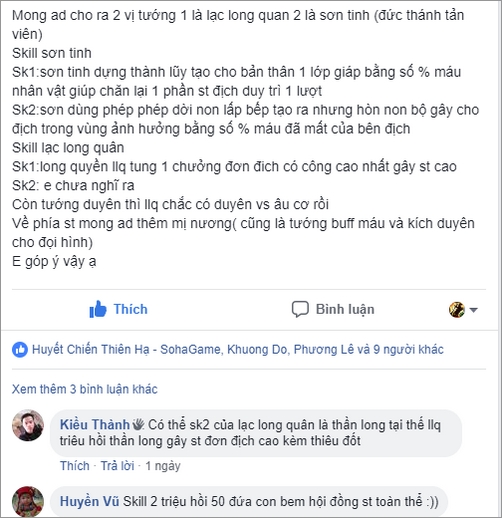 Mong ad cho ra 2 vị tướng 1 là lạc long quan 2 là sơn tinh (đức thánh tản
viên)
Skill sơn tinh
Sk1:sơn tinh dựng thành lũy tạo cho bản thân 1 lớp giáp bằng số % máu
nhân vật giúp chăn lại 1 phần st địch duy trì 1 lượt
Sk2:sơn dùng phép phép dời non lấp bếp tạo ra nhưng hòn non bộ gây cho
địch trong vùng ảnh hưởng bằng số % máu đã mất của bên địch
Skill lạc long quân
Sk1:long quyền llq tung 1 chưởng đơn đich có công cao nhất gây st cao
Sk2: e chưa nghĩ ra
Còn tướng duyên thì llq chắc có duyên vs âu cơ rồi
Về phía st mong ad thêm mị nương( cũng là tướng buff máu và kích duyên
cho đọi hình)
E góp ý vậy ạ
Thích Bình luận
Huyết Chiến Thiên Hạ - SohaGame, Khuong Do, Phương Lê và 9 người khác
Xem thêm 3 bình luận khác
Kiều Thành Có thể sk2 của lạc long quân là thần long tại thế llq
triêu hồi thần long gây st đơn địch cao kèm thiêu đốt
Thích · Trả lời · 1 ngày
Huyền Vũ Skill 2 triệu hồi 50 đứa con bem hội đồng st toàn thể :))